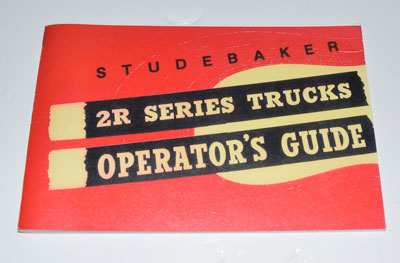 STUDEBAKER
2R SERIES TRUCKS
OPERATOR'S GUIDE